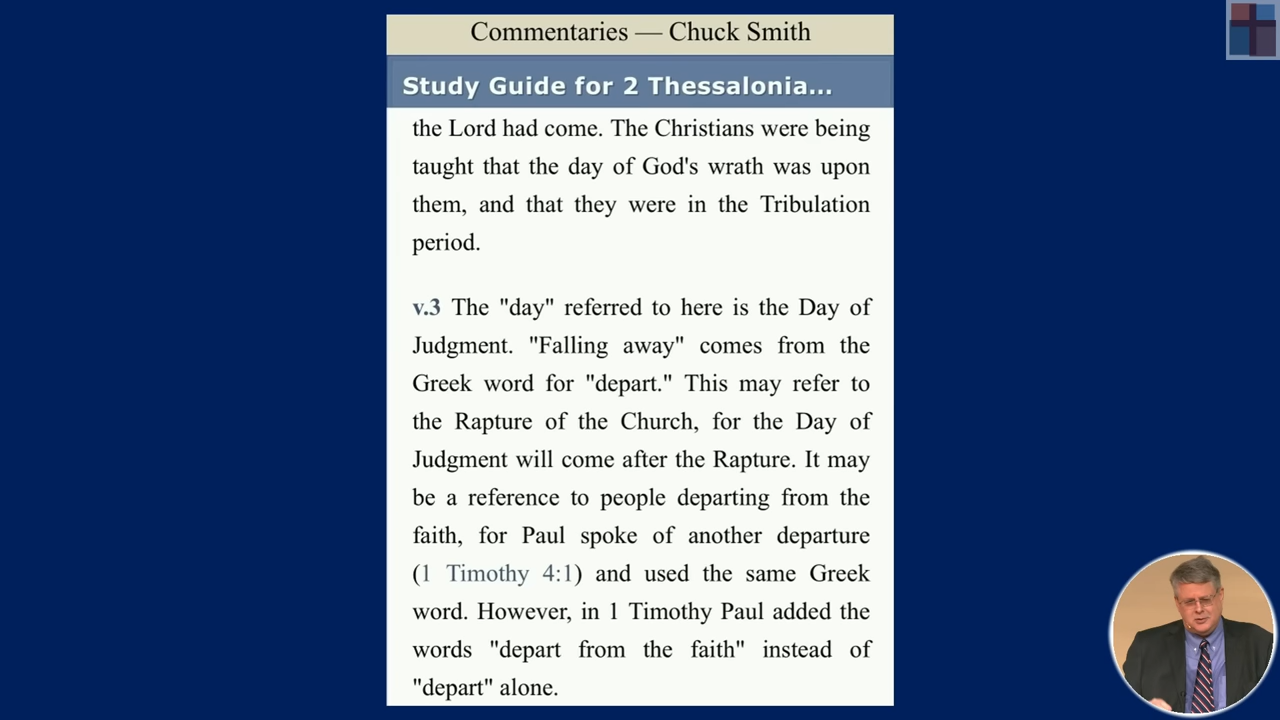 Commentaries — Chuck Smith
Study Guide for 2 Thessalonia...
the Lord had come. The Christians were being
taught that the day of God's wrath was upon
them, and that they were in the Tribulation
period.
v.3 The "day" referred to here is the Day of
Judgment. "Falling away" comes from the
Greek word for "depart." This may refer to
the Rapture of the Church, for the Day of
Judgment will come after the Rapture. It may
be a reference to people departing from the
faith, for Paul spoke of another departure
(1 Timothy 4:1) and used the same Greek
word. However, in 1 Timothy Paul added the
words "depart from the faith" instead of
"depart" alone.